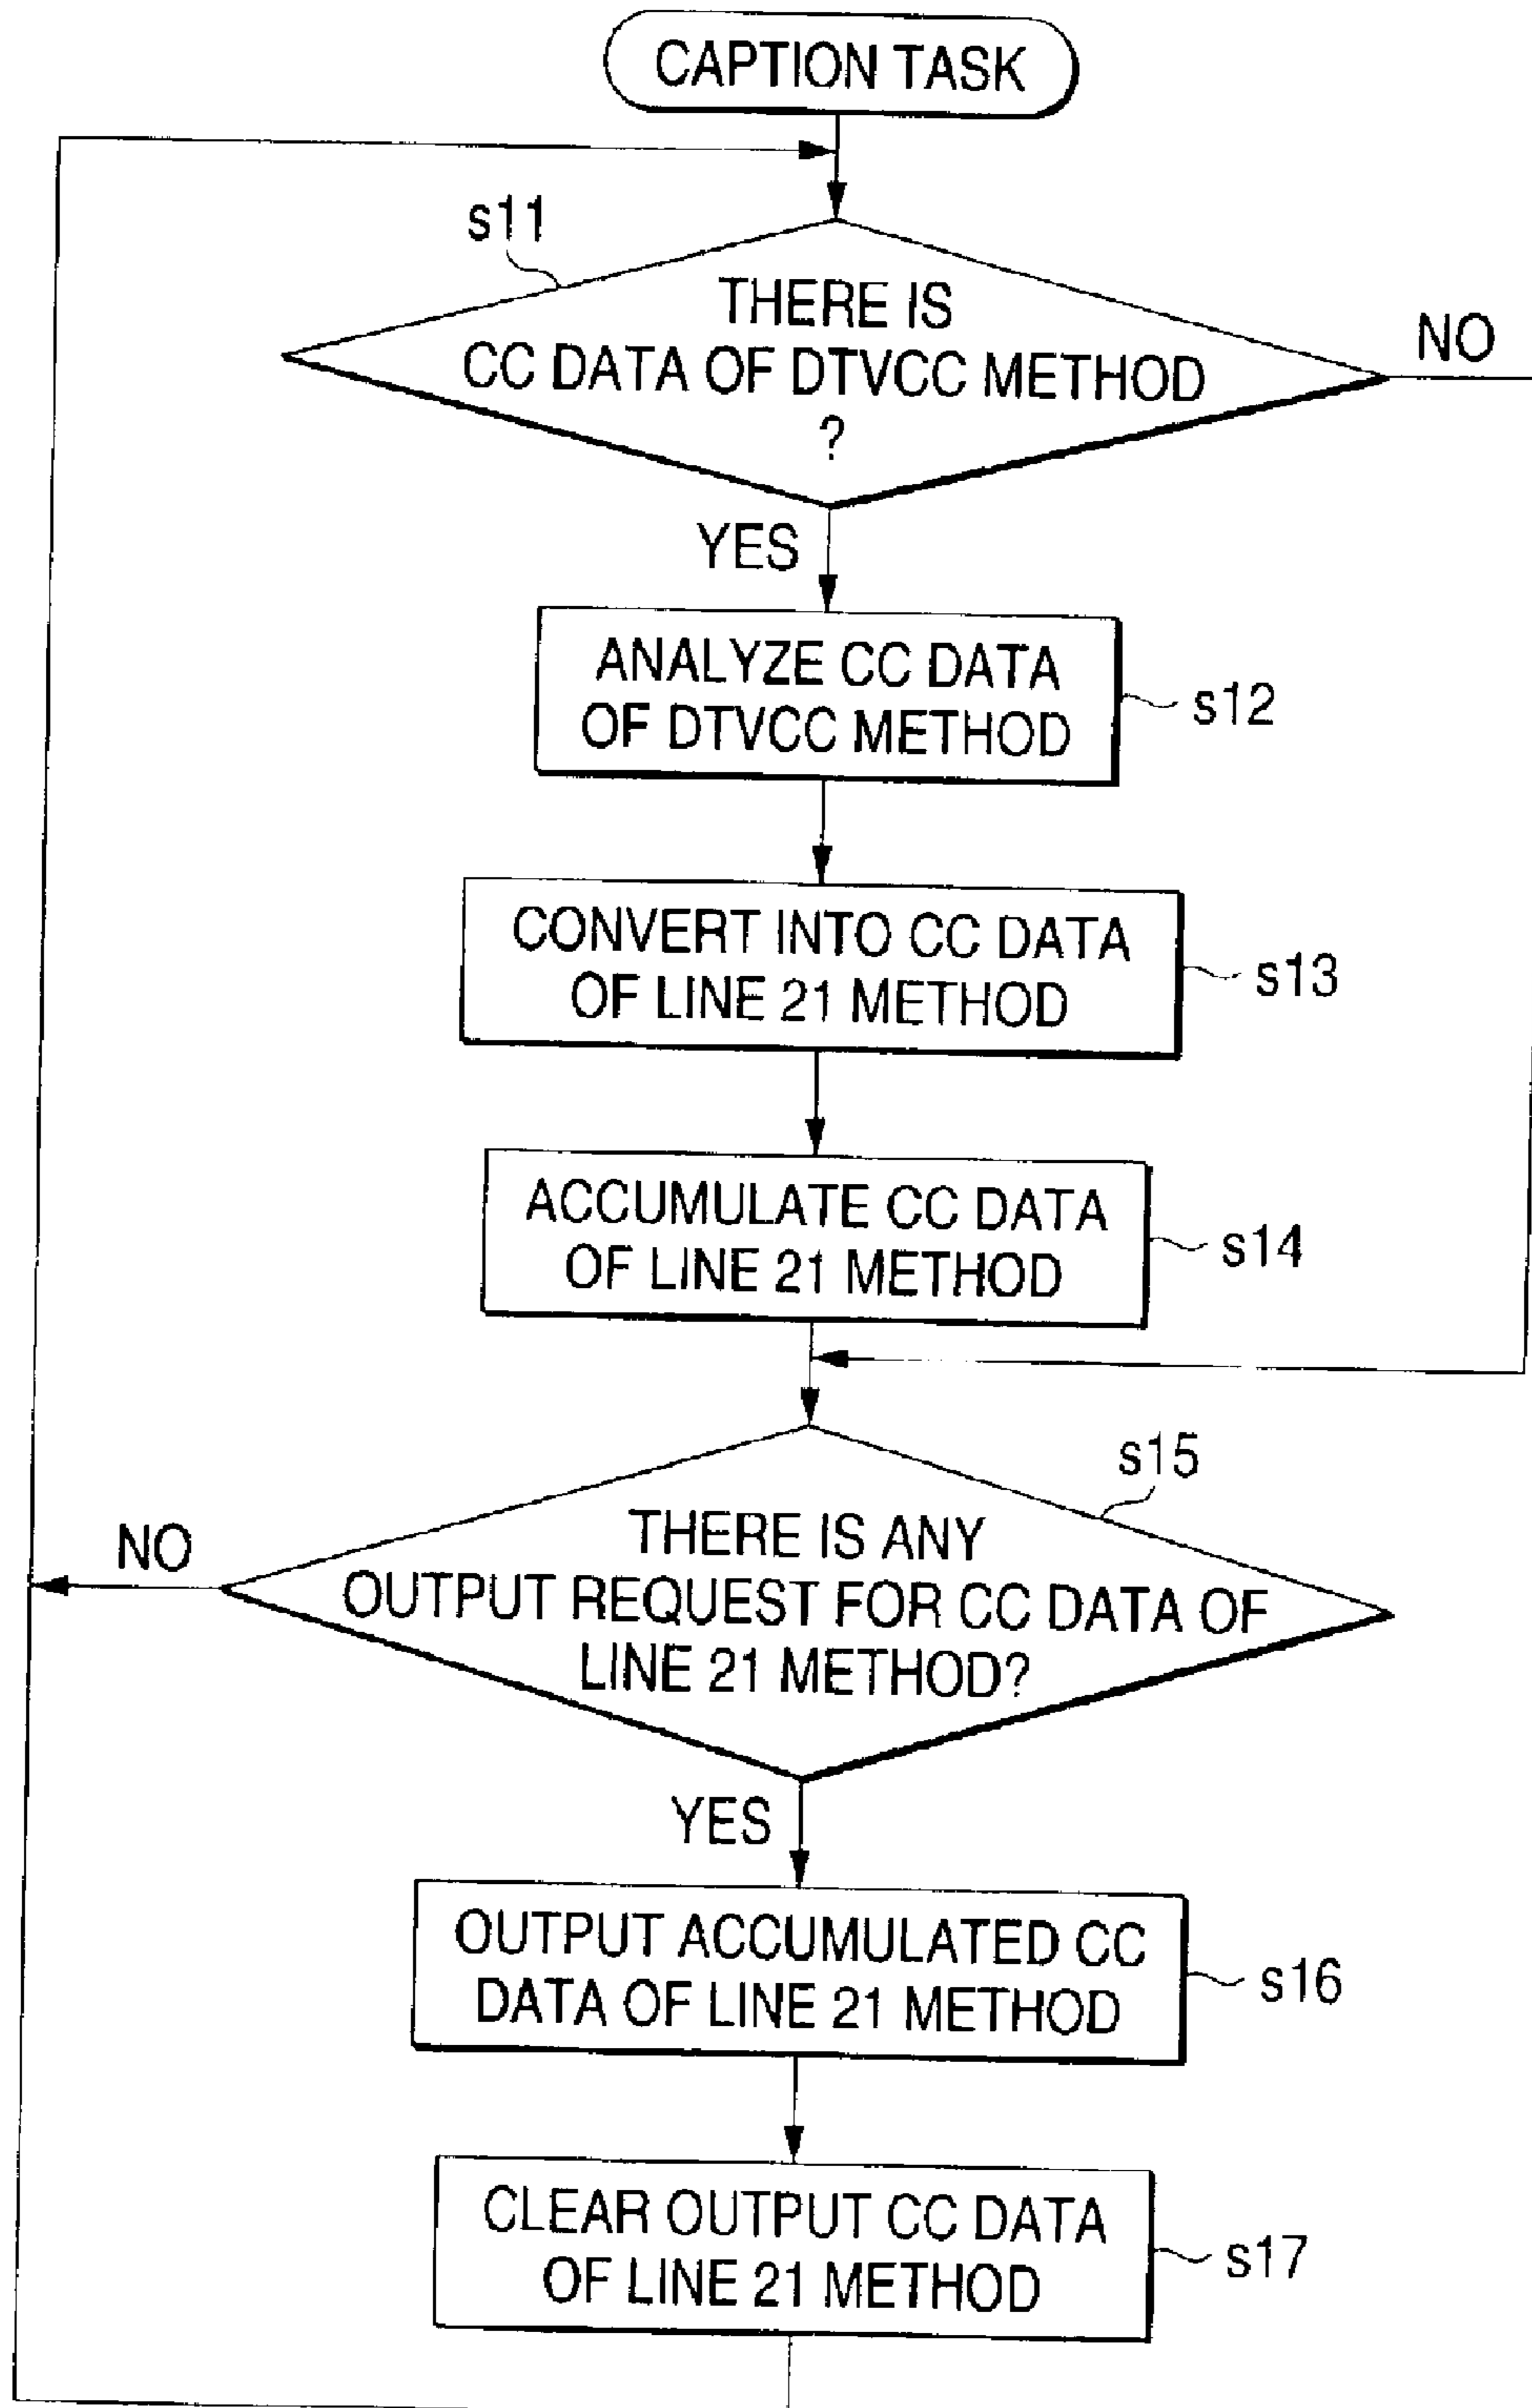 CAPTION TASK
s11
THERE IS
CC DATA OF DTVCC METHOD
?
NO
YES
ANALYZE CC DATA
OF DTVCC METHOD
s12
CONVERT INTO CC DATA
OF LINE 21 METHOD
s13
ACCUMULATE CC DATA
OF LINE 21 METHOD
s14
s15
THERE IS ANY
OUTPUT REQUEST FOR CC DATA OF
LINE 21 METHOD?
NO
YES
OUTPUT ACCUMULATED CC
DATA OF LINE 21 METHOD
s16
CLEAR OUTPUT CC DATA
OF LINE 21 METHOD
s17